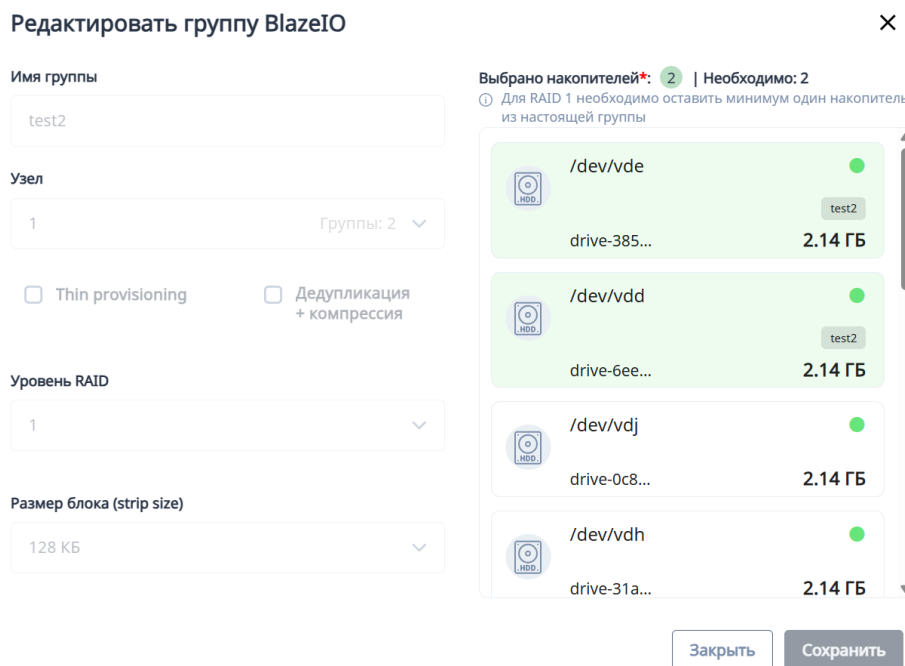 Редактировать группу BlazeIO
Имя группы
test2
Узел
1
Группы: 2
Thin provisioning
Дедупликация
+ компрессия
Уровень RAID
1
Размер блока (strip size)
128 КБ
Выбрано накопителей*: 2 | Необходимо: 2
Для RAID 1 необходимо оставить минимум один накопитель
из настоящей группы
/dev/vde
HDD
test2
drive-385...
2.14 ГБ
/dev/vdd
HDD
test2
drive-6ee...
2.14 ГБ
/dev/vdj
HDD
drive-0c8...
2.14 ГБ
/dev/vdh
HDD
drive-31a...
2.14 ГБ
Закрыть
Сохранить